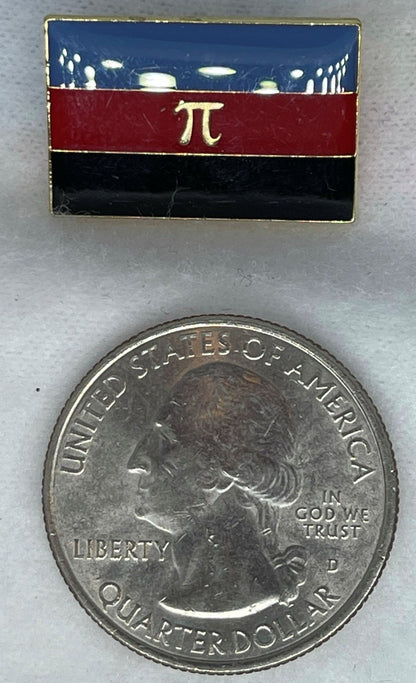 π
UNITED STATES OF AMERICA
LIBERTY
IN
GOD WE
TRUST
D
QUARTER DOLLAR